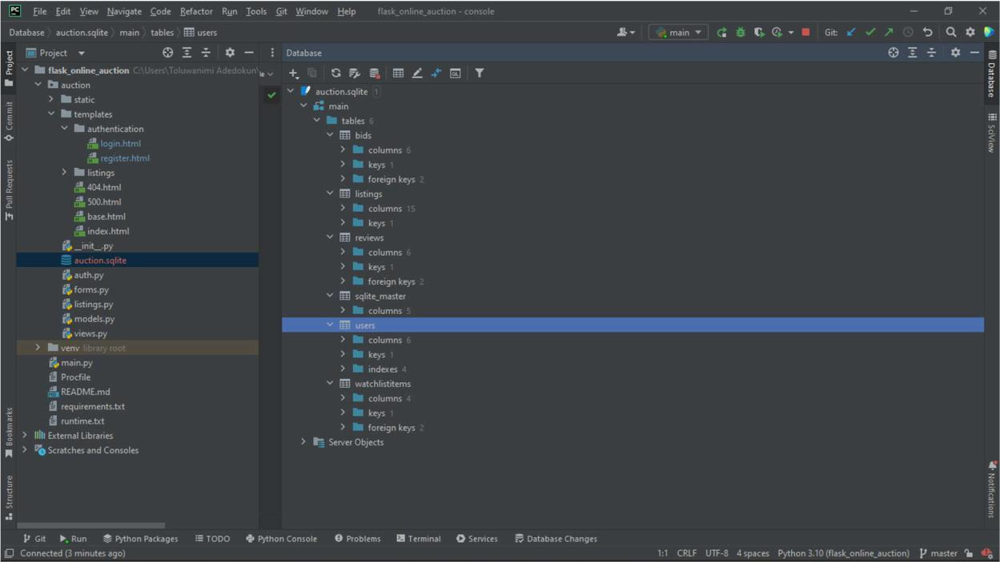 PC File Edit View Navigate Code Refactor Run Tools Git Window Help flask_online_auction - console
Database auction.sqlite main tables users main Git:
Project
Database
flask_online_auction C:\Users\Toluwanimi Adedokun\
auction
static
templates
authentication
login.html
register.html
listings
404.html
500.html
base.html
index.html
__init__.py
auction.sqlite
auth.py
forms.py
listings.py
models.py
views.py
venv library root
main.py
Procfile
README.md
requirements.txt
runtime.txt
External Libraries
Scratches and Consoles
auction.sqlite 1
main
tables 6
bids
columns 6
keys 1
foreign keys 2
listings
columns 15
keys 1
reviews
columns 6
keys 1
foreign keys 2
sqlite_master
columns 5
users
columns 6
keys 1
indexes 4
watchlistitems
columns 4
keys 1
foreign keys 2
Server Objects
Project
Commit
Pull Requests
Bookmarks
Structure
Database
SciView
Notifications
Git Run Python Packages TODO Python Console Problems Terminal Services Database Changes
Connected (3 minutes ago) 1:1 CRLF UTF-8 4 spaces Python 3.10 (flask_online_auction) master